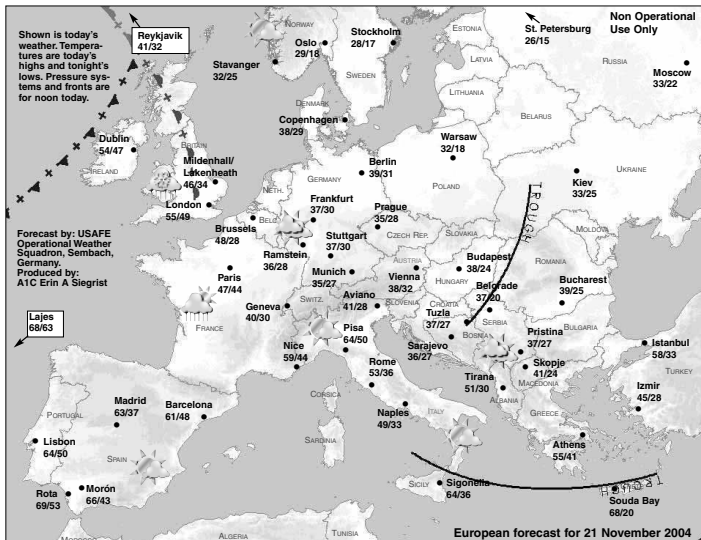 Shown is today's
weather. Tempera-
tures are today's
highs and tonight's
lows. Pressure sys-
tems and fronts are
for noon today.
Reykjavik
41/32
NORWAY
Oslo
29/18
Stockholm
28/17
Stavanger
32/25
SWEDEN
ESTONIA
LATVIA
LITHUANIA
St. Petersburg
26/15
Non Operational
Use Only
RUSSIA
Moscow
33/22
DENMARK
Copenhagen
38/29
BELARUS
Dublin
54/47
IRELAND
BRITAIN
Mildenhall/
Lakenheath
46/34
London
55/49
Berlin
39/31
GERMANY
NETH.
Warsaw
32/18
POLAND
UKRAINE
Kiev
33/25
TROUGH
Forecast by: USAFE
Operational Weather
Squadron, Sembach,
Germany.
Produced by:
A1C Erin A Siegrist
BELG.
Brussels
48/28
Frankfurt
37/30
Ramstein
36/28
Stuttgart
37/30
Prague
35/28
CZECH REP.
SLOVAKIA
MOLDOVA
Paris
47/44
Munich
35/27
AUSTRIA
Vienna
38/32
Budapest
38/24
HUNGARY
ROMANIA
Bucharest
39/25
Lajes
68/63
FRANCE
Geneva
40/30
SWITZ.
Aviano
41/28
SLOVENIA
CROATIA
Belgrade
37/20
Tuzla
37/27
BOSNIA
SERBIA
BULGARIA
Pisa
64/50
Nice
59/44
Sarajevo
36/27
Pristina
37/27
Skopje
41/24
MACEDONIA
Istanbul
58/33
TURKEY
Rome
53/36
Tirana
51/30
ALBANIA
Izmir
45/28
PORTUGAL
Madrid
63/37
Barcelona
61/48
CORSICA
Naples
49/33
ITALY
GREECE
Lisbon
64/50
SPAIN
SARDINIA
Athens
55/41
Rota
69/53
Morón
66/43
SICILY
Sigonella
64/36
TROUGH
Souda Bay
68/20
MOROCCO
ALGERIA
TUNISIA
European forecast for 21 November 2004